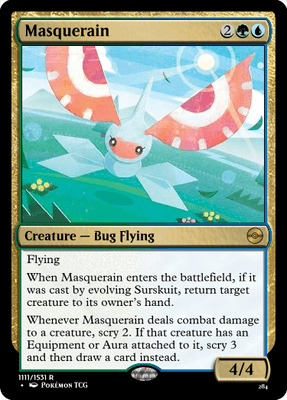 Masquerain 2
Creature — Bug Flying
Flying
When Masquerain enters the battlefield, if it
was cast by evolving Surskuit, return target
creature to its owner's hand.
Whenever Masquerain deals combat damage
to a creature, scry 2. If that creature has an
Equipment or Aura attached to it, scry 3
and then draw a card instead.
4/4
1111/1531 R
• Pokémon TCG
284